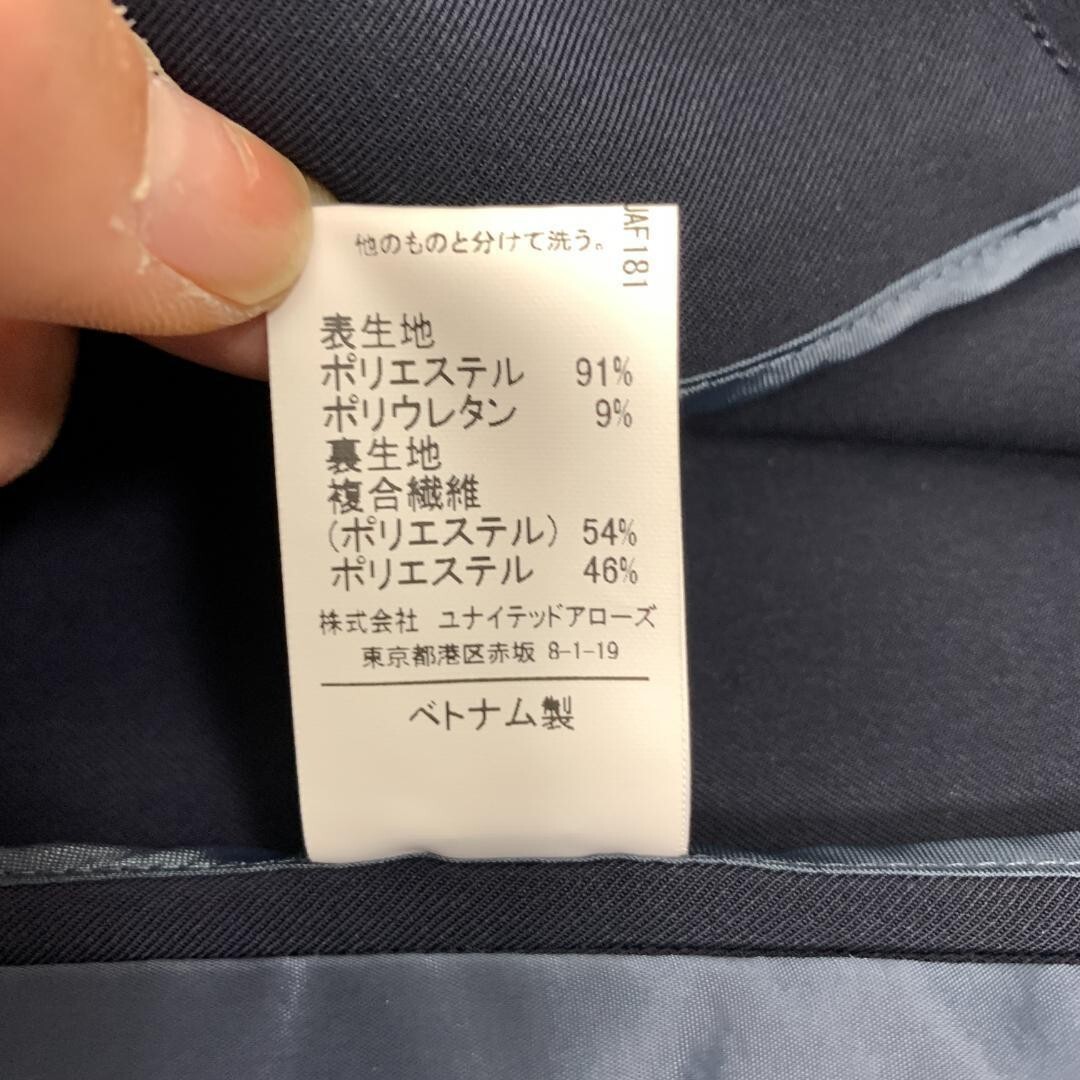 他のものと分けて洗う。
JAF181
表生地
ポリエステル 91%
ポリウレタン 9%
裏生地
複合繊維
(ポリエステル) 54%
ポリエステル 46%
株式会社 ユナイテッドアローズ
東京都港区赤坂 8-1-19
ベトナム製